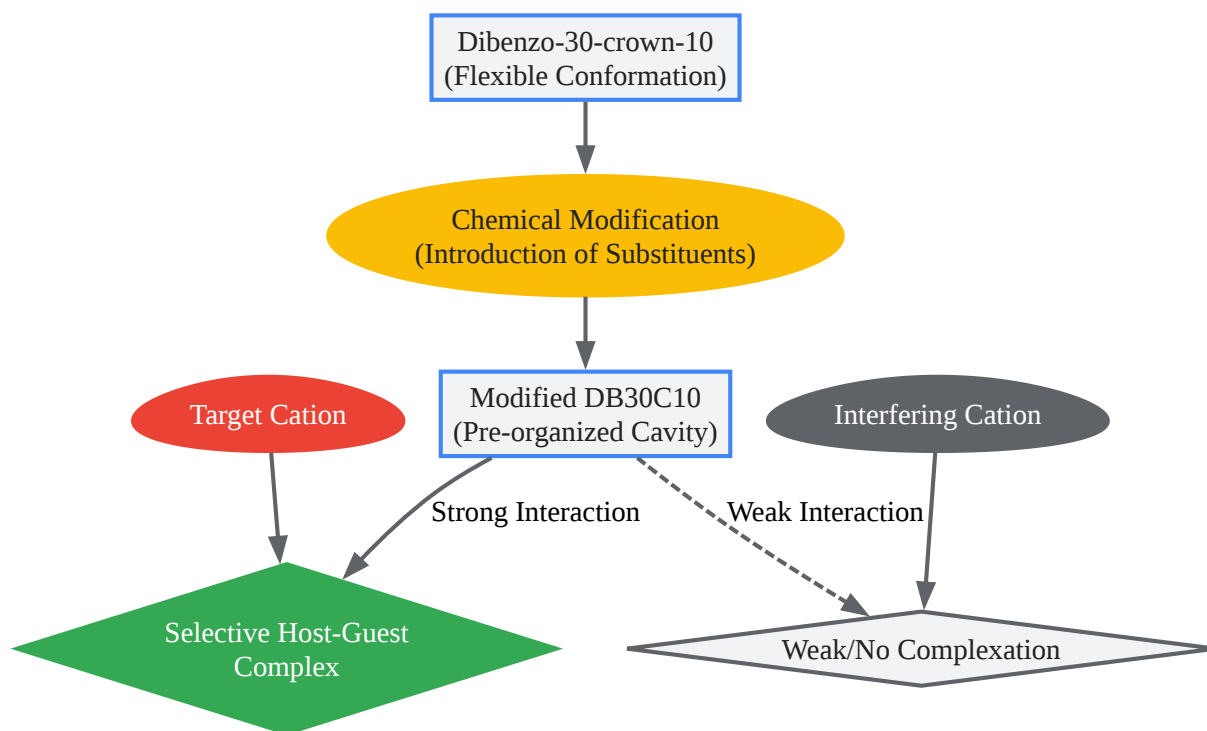 Dibenzo-30-crown-10
(Flexible Conformation)
Chemical Modification
(Introduction of Substituents)
Target Cation
Modified DB30C10
(Pre-organized Cavity)
Interfering Cation
Strong Interaction
Weak Interaction
Selective Host-Guest
Complex
Weak/No Complexation